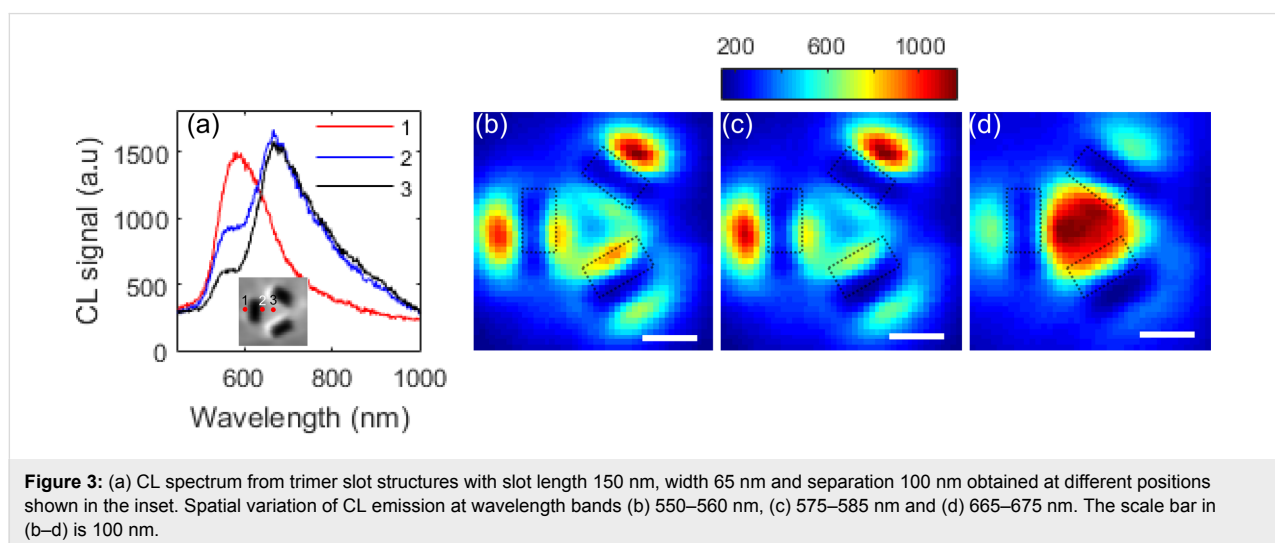 200 600 1000
(a)
1
2
3
1500
1000
500
0
CL signal (a.u)
1 2 3
600 800 1000
Wavelength (nm)
(b)
(c)
(d)
Figure 3: (a) CL spectrum from trimer slot structures with slot length 150 nm, width 65 nm and separation 100 nm obtained at different positions
shown in the inset. Spatial variation of CL emission at wavelength bands (b) 550–560 nm, (c) 575–585 nm and (d) 665–675 nm. The scale bar in
(b–d) is 100 nm.